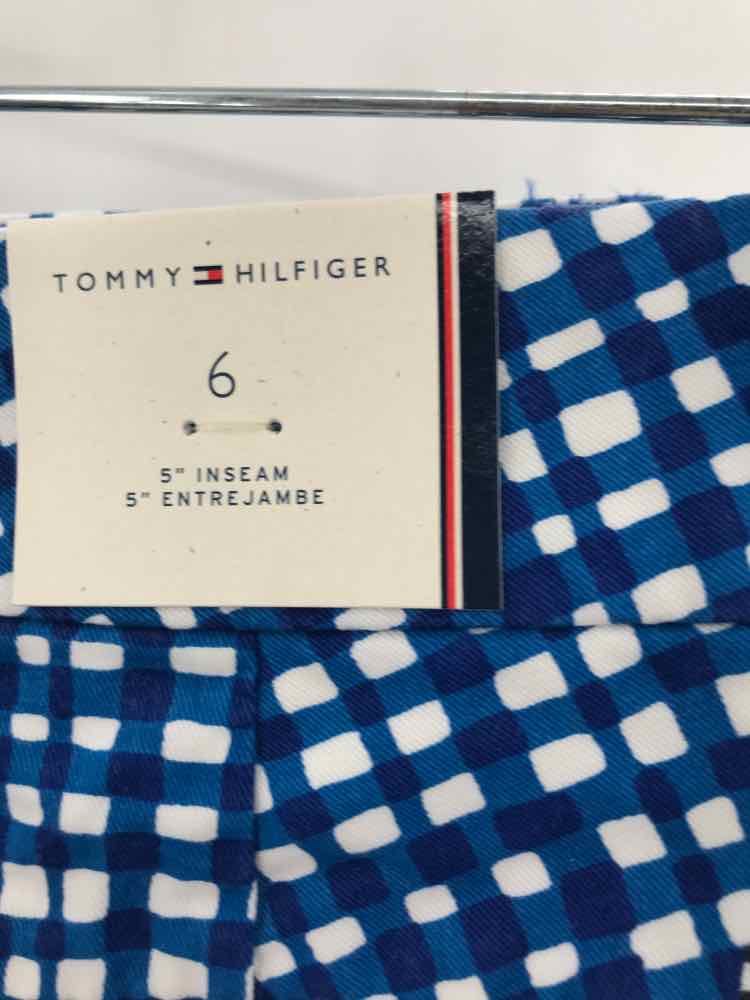 TOMMY HILFIGER
6
5" INSEAM
5" ENTREJAMBE